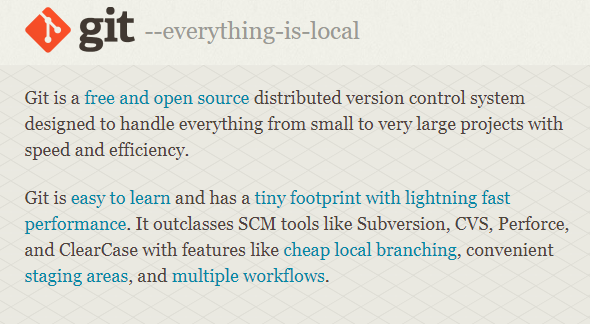 git --everything-is-local
Git is a free and open source distributed version control system
designed to handle everything from small to very large projects with
speed and efficiency.
Git is easy to learn and has a tiny footprint with lightning fast
performance. It outclasses SCM tools like Subversion, CVS, Perforce,
and ClearCase with features like cheap local branching, convenient
staging areas, and multiple workflows.